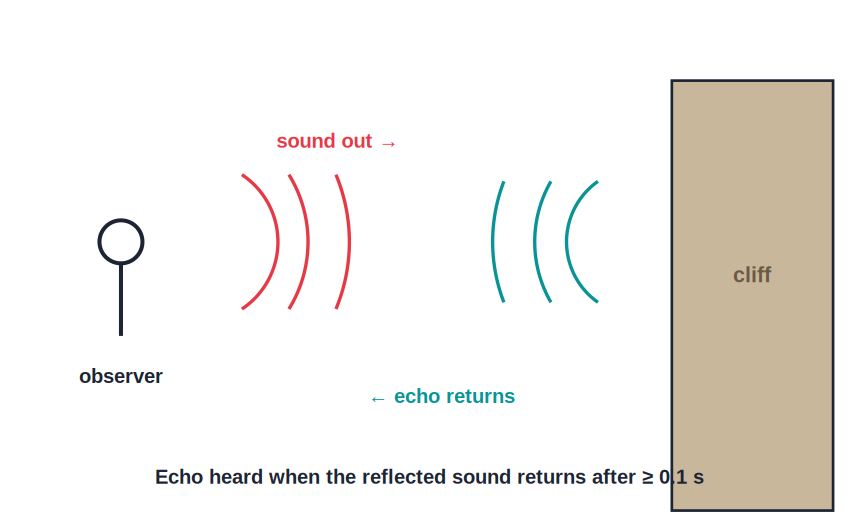 sound out →
cliff
observer
← echo returns
Echo heard when the reflected sound returns after ≥ 0.1 s